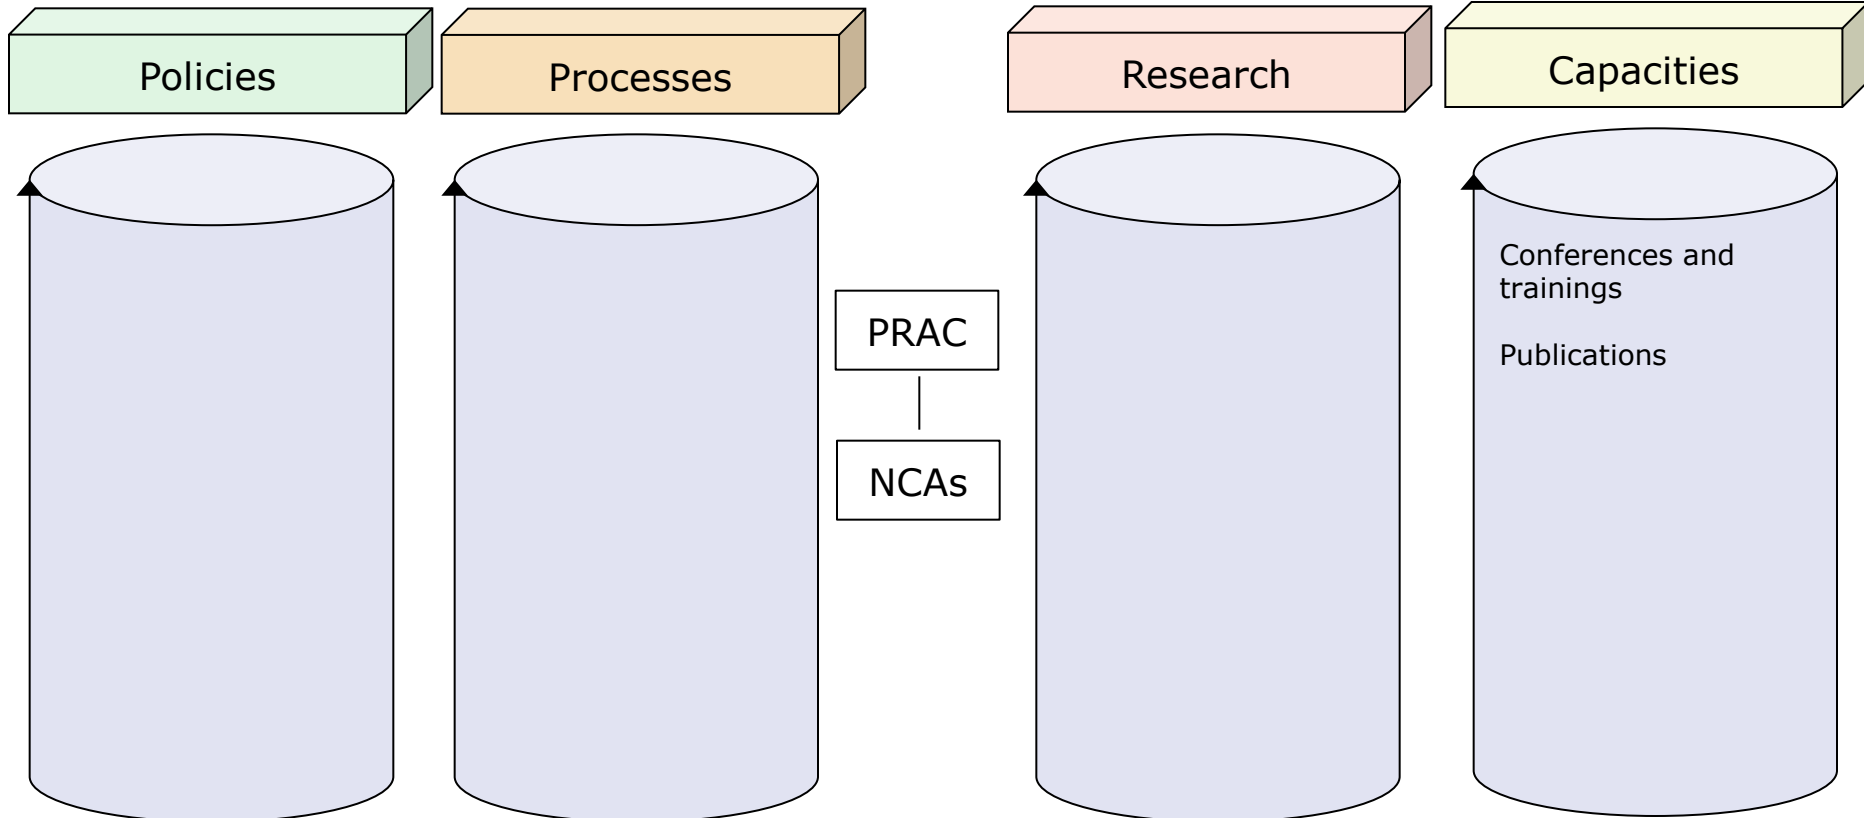 Policies
Processes
Research
Capacities
PRAC
NCAs
Conferences and
trainings
Publications